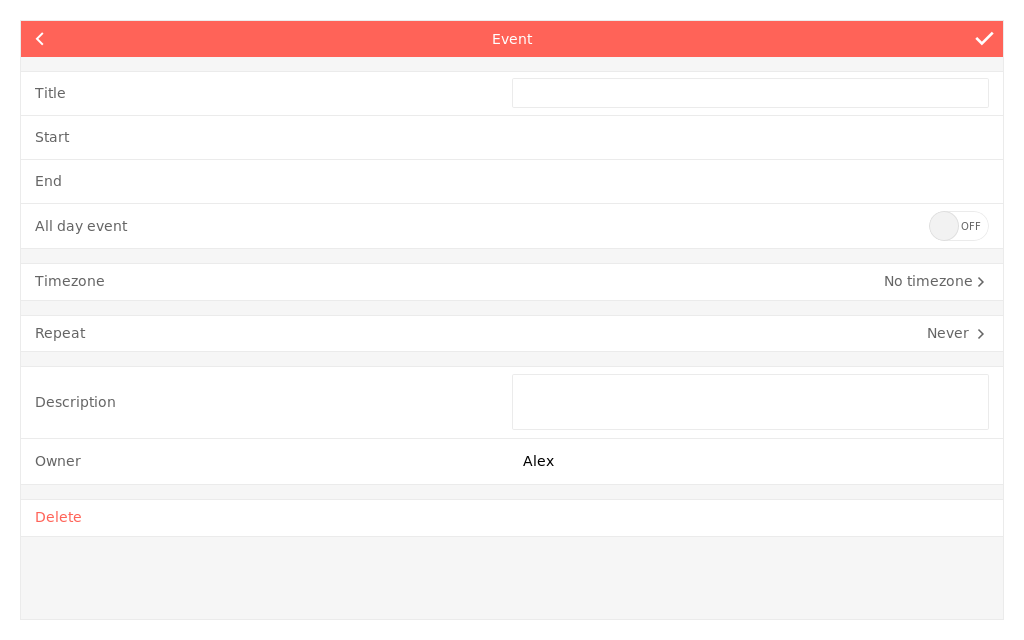 Event
Title
Start
End
All day event OFF
Timezone No timezone
Repeat Never
Description
Owner Alex
Delete